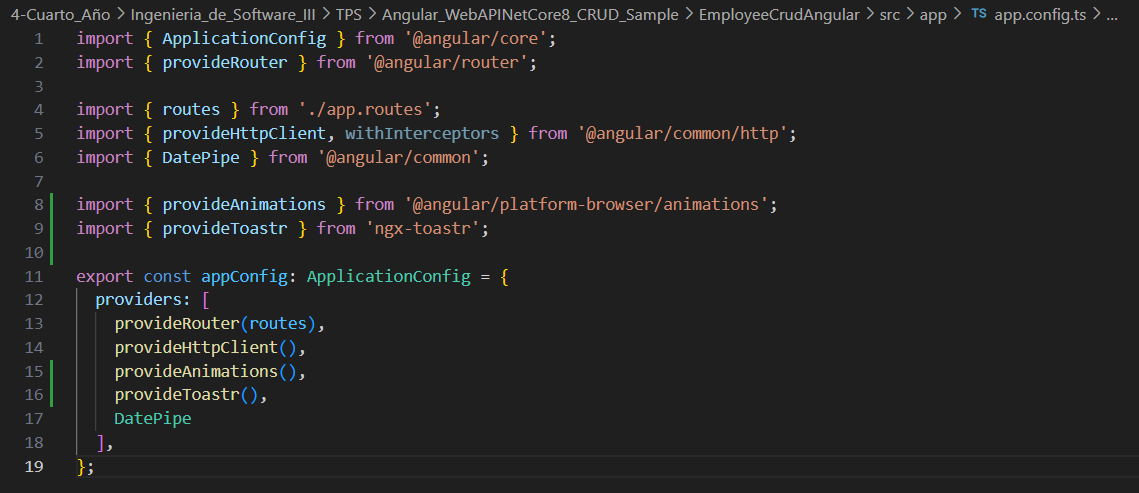 4-Cuarto_Año > Ingenieria_de_Software_III > TPS > Angular_WebAPINetCore8_CRUD_Sample > EmployeeCrudAngular > src > app > TS app.config.ts > ...
1 import { ApplicationConfig } from '@angular/core';
2 import { provideRouter } from '@angular/router';
3
4 import { routes } from './app.routes';
5 import { provideHttpClient, withInterceptors } from '@angular/common/http';
6 import { DatePipe } from '@angular/common';
7
8 import { provideAnimations } from '@angular/platform-browser/animations';
9 import { provideToastr } from 'ngx-toastr';
10
11 export const appConfig: ApplicationConfig = {
12   providers: [
13     provideRouter(routes),
14     provideHttpClient(),
15     provideAnimations(),
16     provideToastr(),
17     DatePipe
18   ],
19 };